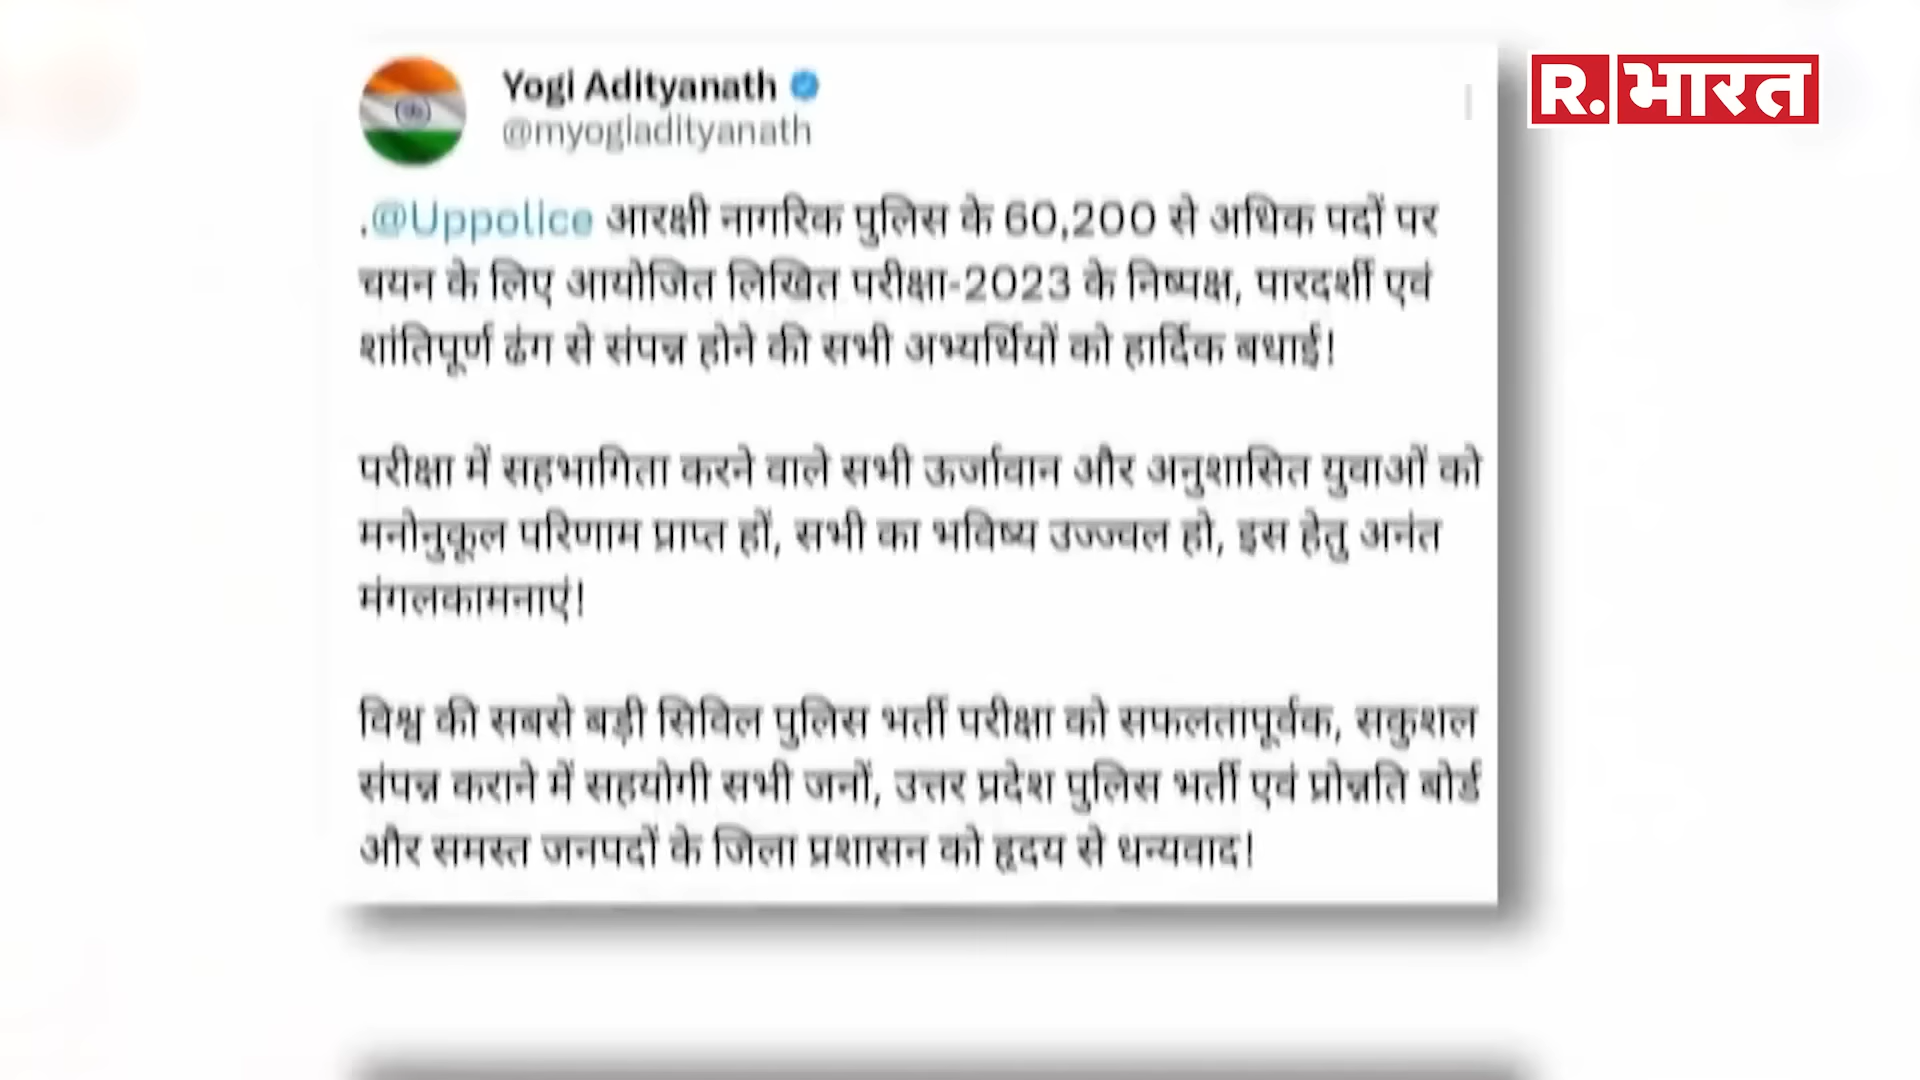 Yogi Adityanath
@myogiadityanath
R. भारत
.@Uppolice आरक्षी नागरिक पुलिस के 60,200 से अधिक पदों पर
चयन के लिए आयोजित लिखित परीक्षा-2023 के निष्पक्ष, पारदर्शी एवं
शांतिपूर्ण ढंग से संपन्न होने की सभी अभ्यर्थियों को हार्दिक बधाई!
परीक्षा में सहभागिता करने वाले सभी ऊर्जावान और अनुशासित युवाओं को
मनोनुकूल परिणाम प्राप्त हों, सभी का भविष्य उज्ज्वल हो, इस हेतु अनंत
मंगलकामनाएं!
विश्व की सबसे बड़ी सिविल पुलिस भर्ती परीक्षा को सफलतापूर्वक, सकुशल
संपन्न कराने में सहयोगी सभी जनों, उत्तर प्रदेश पुलिस भर्ती एवं प्रोन्नति बोर्ड
और समस्त जनपदों के जिला प्रशासन को हृदय से धन्यवाद!